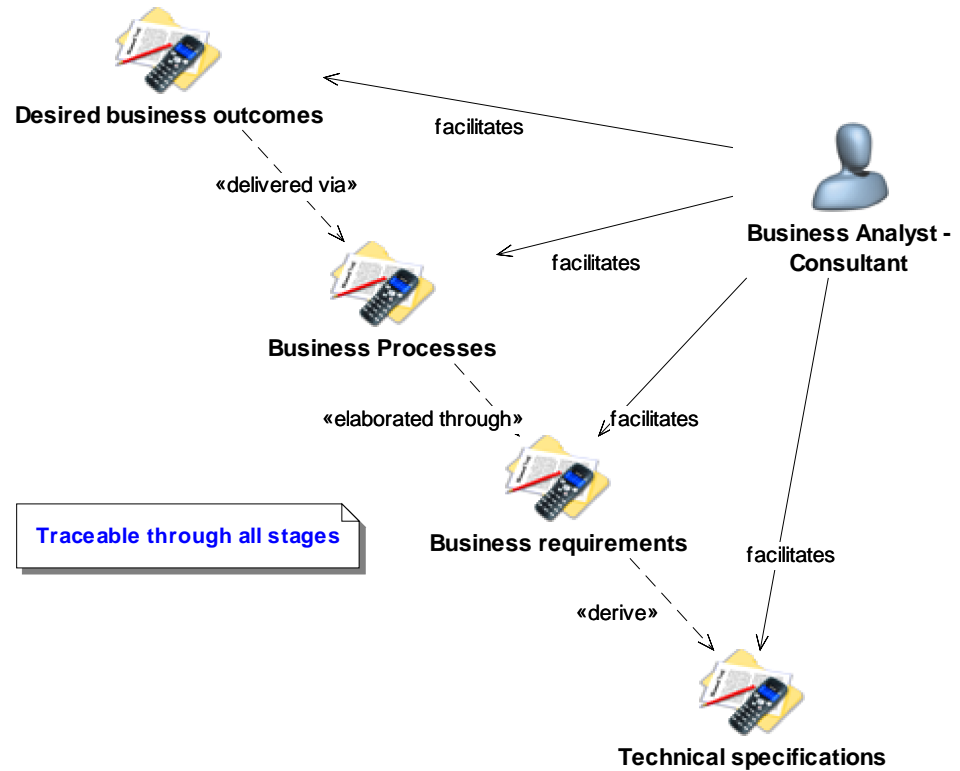 Desired business outcomes
facilitates
«delivered via»
Business Analyst -
Consultant
facilitates
Business Processes
«elaborated through»
facilitates
Traceable through all stages
Business requirements
facilitates
«derive»
Technical specifications